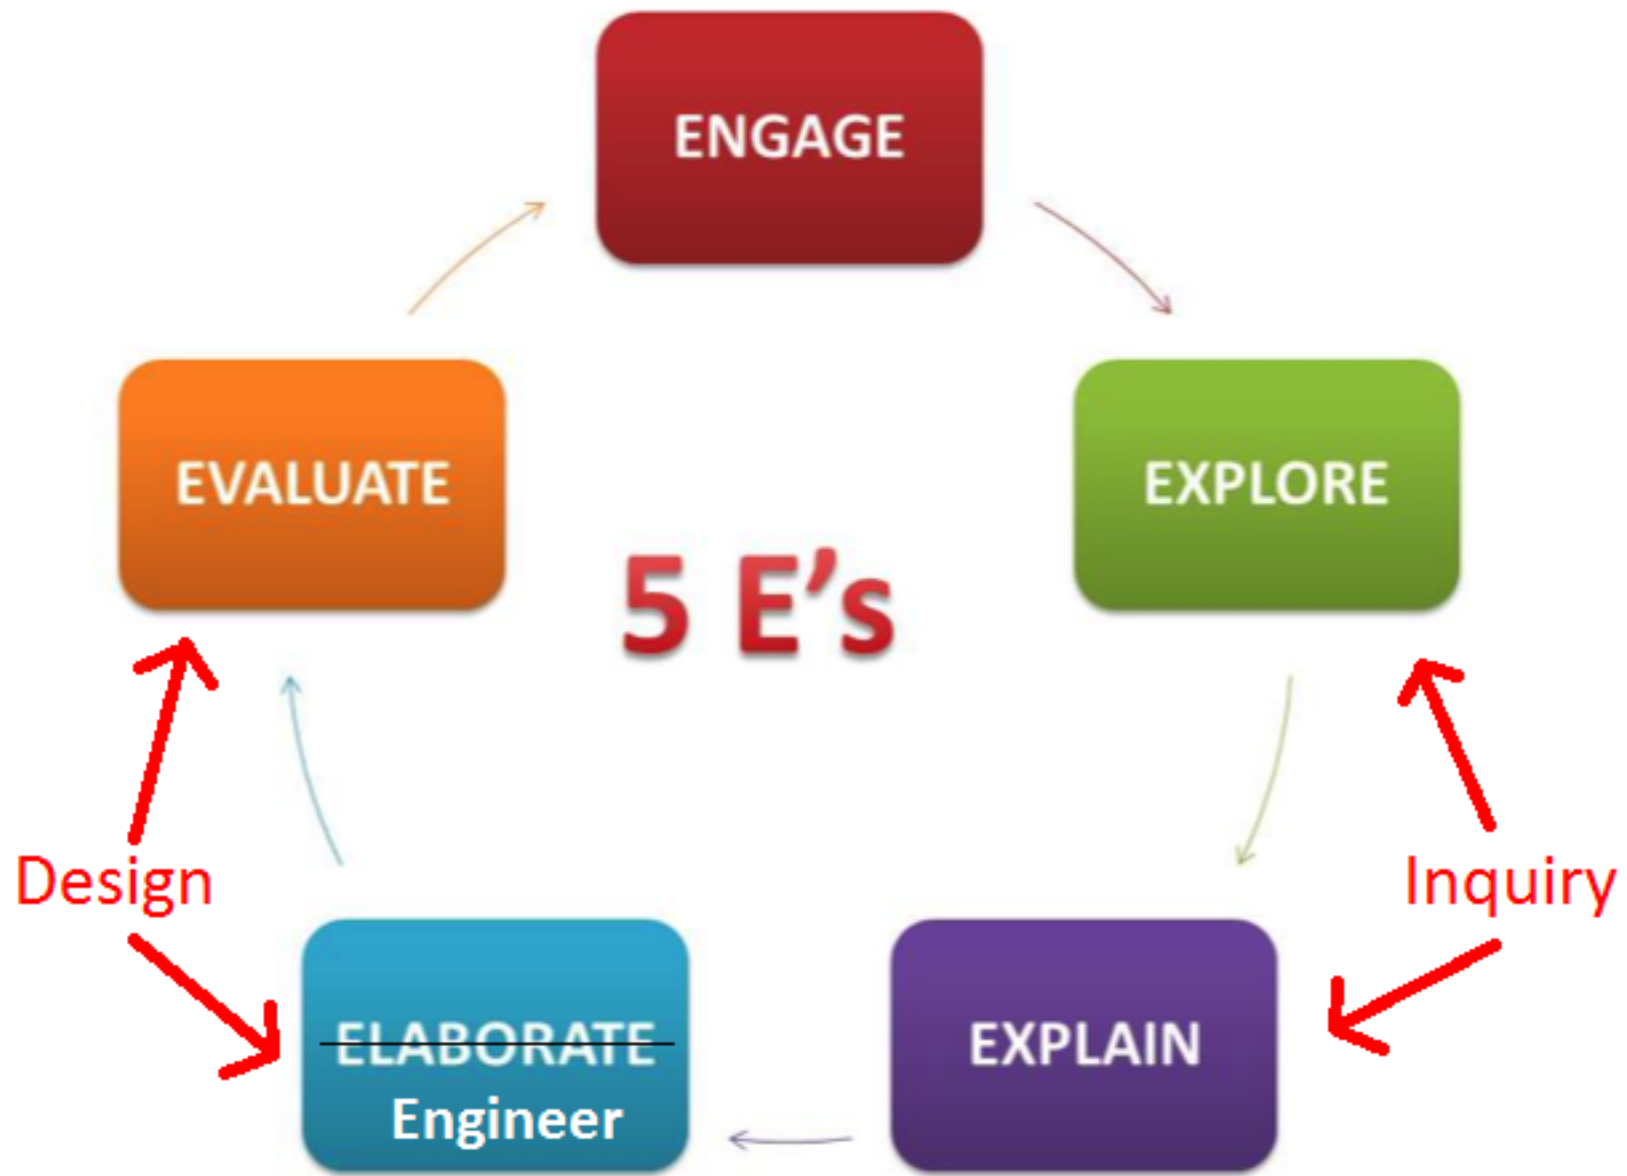 ENGAGE
EVALUATE
EXPLORE
5 E’s
Design
Inquiry
ELABORATE
Engineer
EXPLAIN